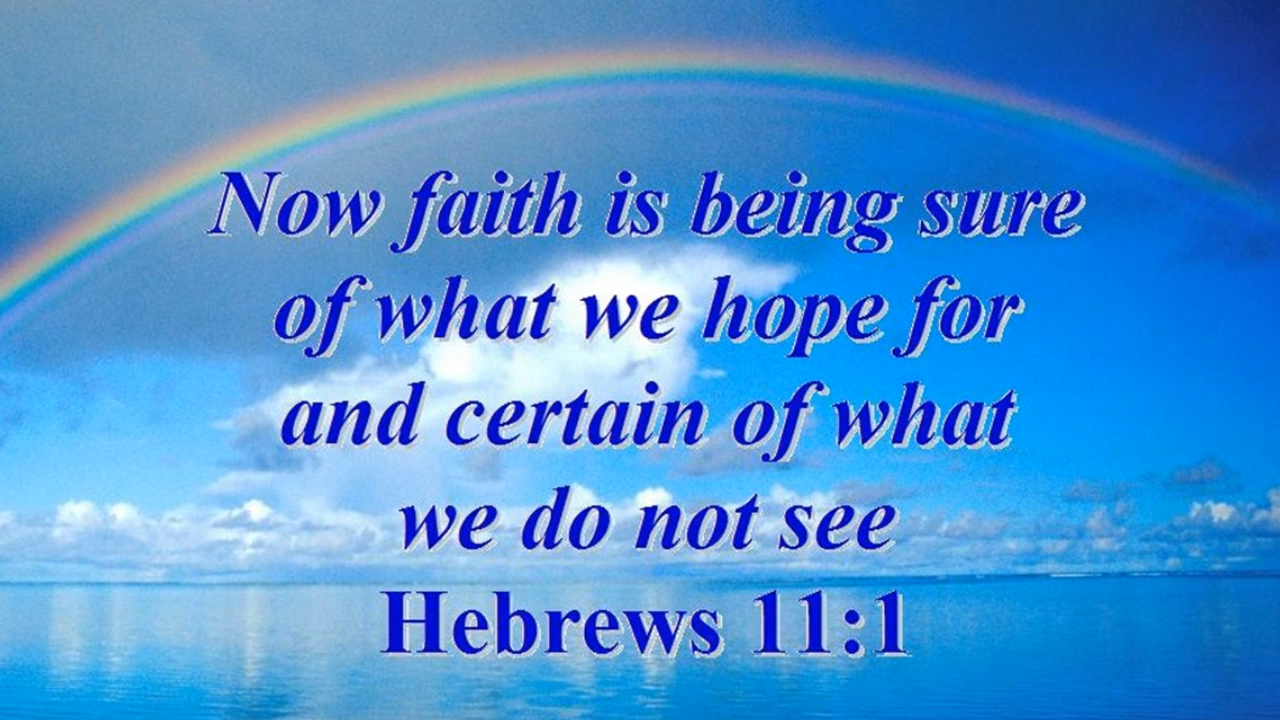 Now faith is being sure
of what we hope for
and certain of what
we do not see
Hebrews 11:1